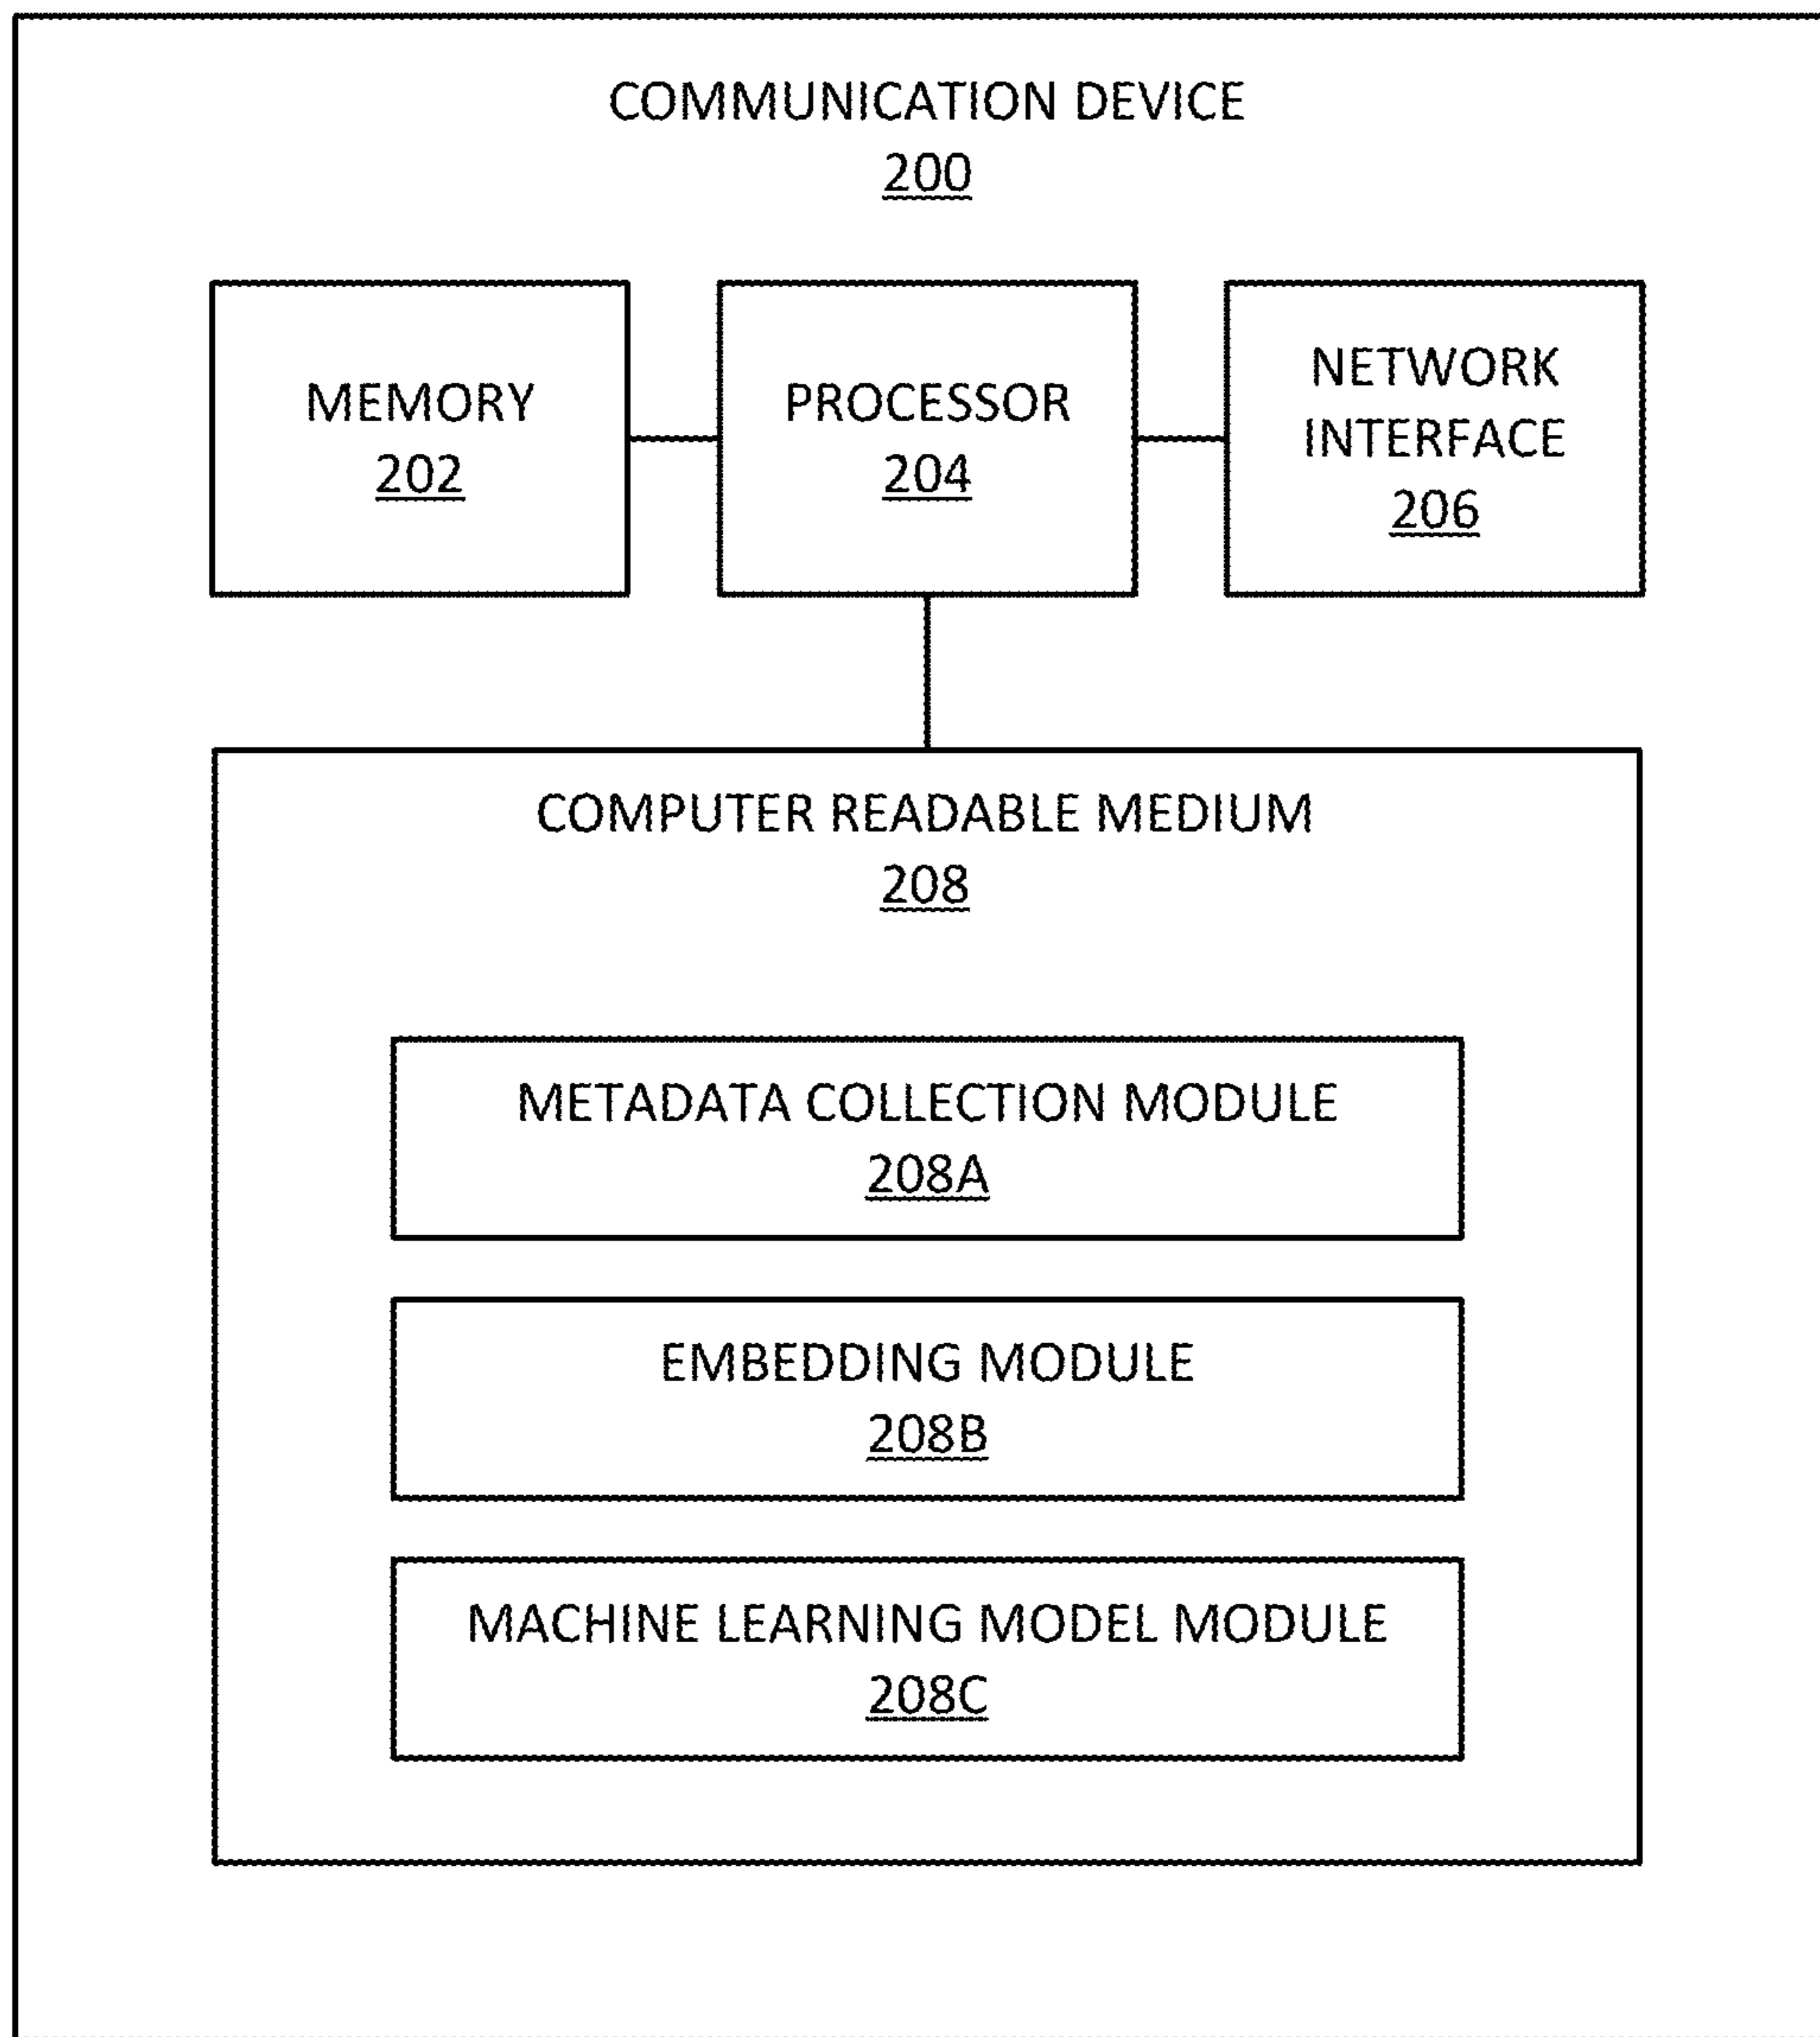 COMMUNICATION DEVICE
200
MEMORY
202
PROCESSOR
204
NETWORK
INTERFACE
206
COMPUTER READABLE MEDIUM
208
METADATA COLLECTION MODULE
208A
EMBEDDING MODULE
208B
MACHINE LEARNING MODEL MODULE
208C